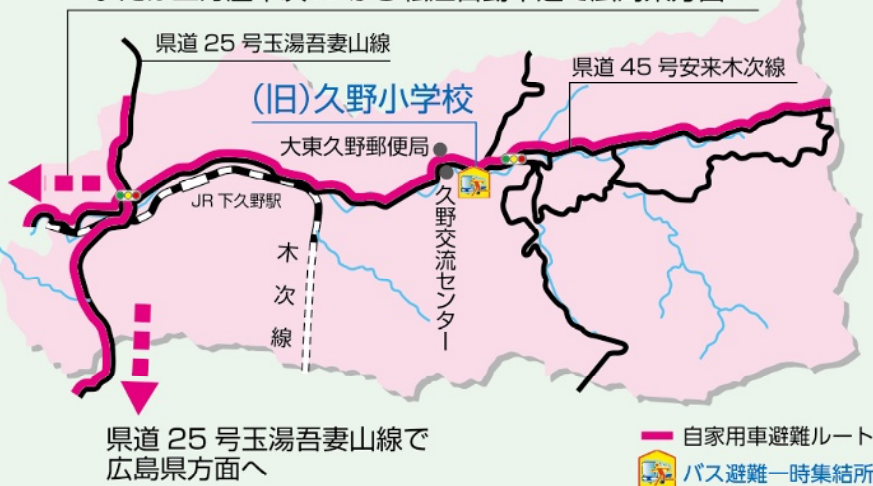 県道 25 号玉湯吾妻山線
県道 45 号安来木次線
(旧)久野小学校
大東久野郵便局
JR 下久野駅
久野交流センター
木次線
県道 25 号玉湯吾妻山線で
広島県方面へ
自家用車避難ルート
バス避難一時集結所